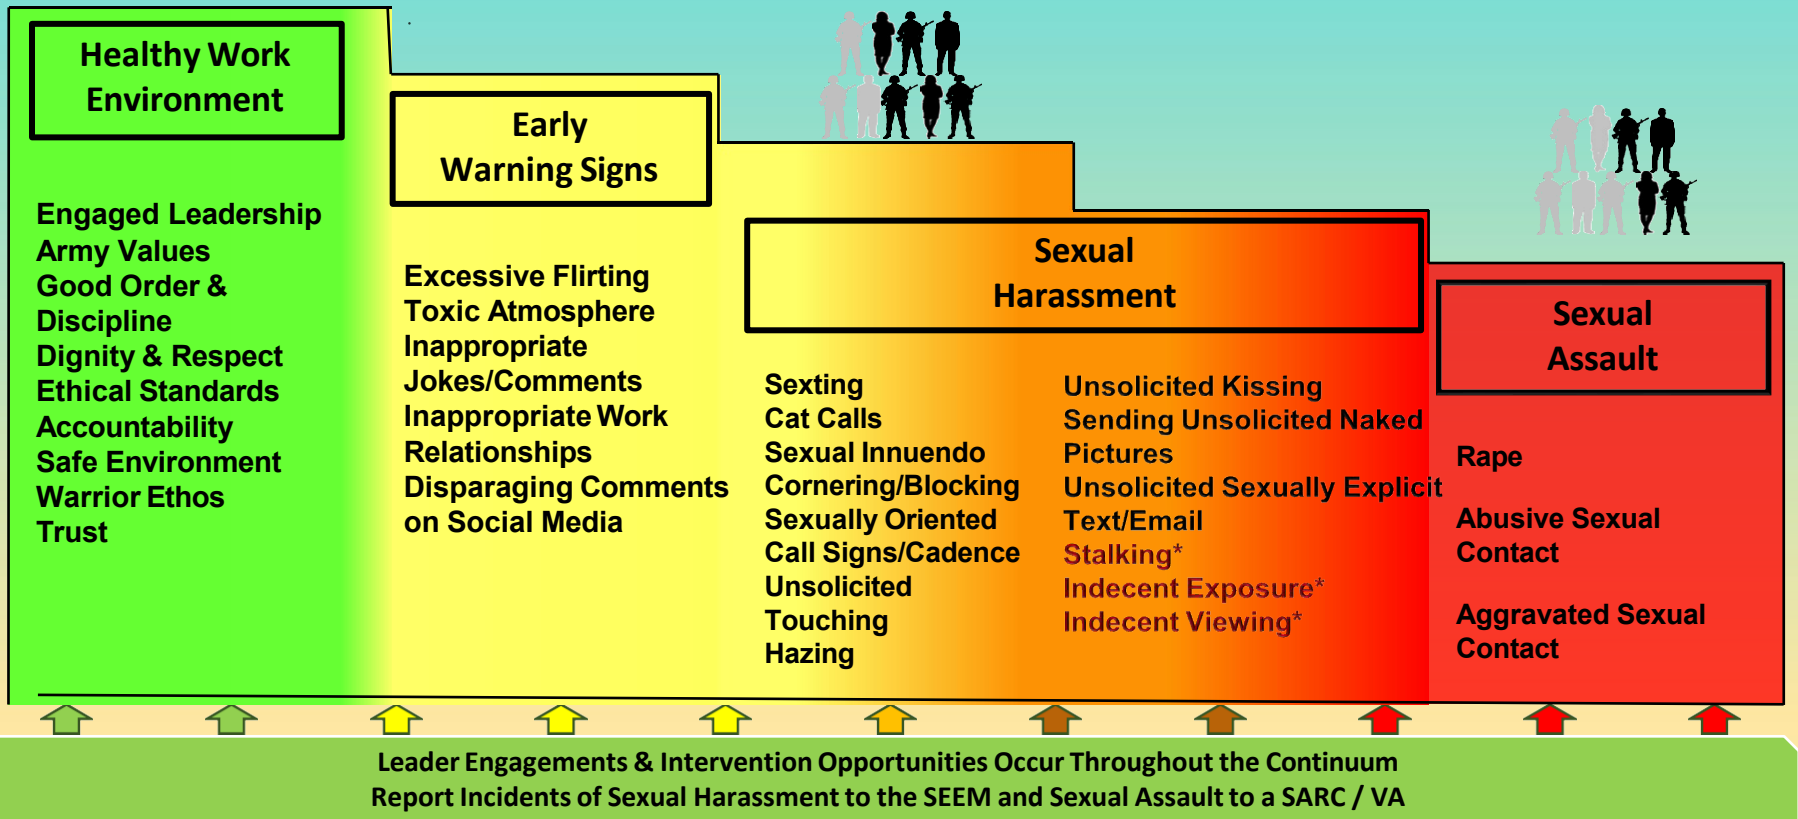 Healthy Work
Environment
Engaged Leadership
Army Values
Good Order &
Discipline
Dignity & Respect
Ethical Standards
Accountability
Safe Environment
Warrior Ethos
Trust
Early
Warning Signs
Excessive Flirting
Toxic Atmosphere
Inappropriate
Jokes/Comments
Inappropriate Work
Relationships
Disparaging Comments
on Social Media
Sexual
Harassment
Sexting
Cat Calls
Sexual Innuendo
Cornering/Blocking
Sexually Oriented
Call Signs/Cadence
Unsolicited
Touching
Hazing
Unsolicited Kissing
Sending Unsolicited Naked
Pictures
Unsolicited Sexually Explicit
Text/Email
Stalking*
Indecent Exposure*
Indecent Viewing*
Sexual
Assault
Rape
Abusive Sexual
Contact
Aggravated Sexual
Contact
Leader Engagements & Intervention Opportunities Occur Throughout the Continuum
Report Incidents of Sexual Harassment to the SEEM and Sexual Assault to a SARC / VA